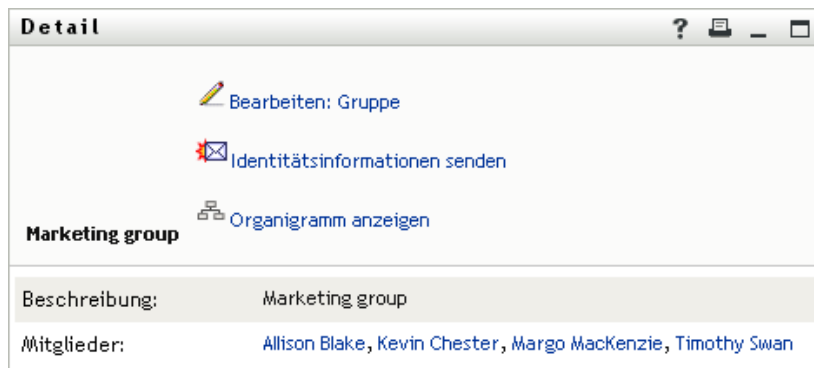 Detail
Bearbeiten: Gruppe
Identitätsinformationen senden
Organigramm anzeigen
Marketing group
Beschreibung: Marketing group
Mitglieder: Allison Blake, Kevin Chester, Margo MacKenzie, Timothy Swan